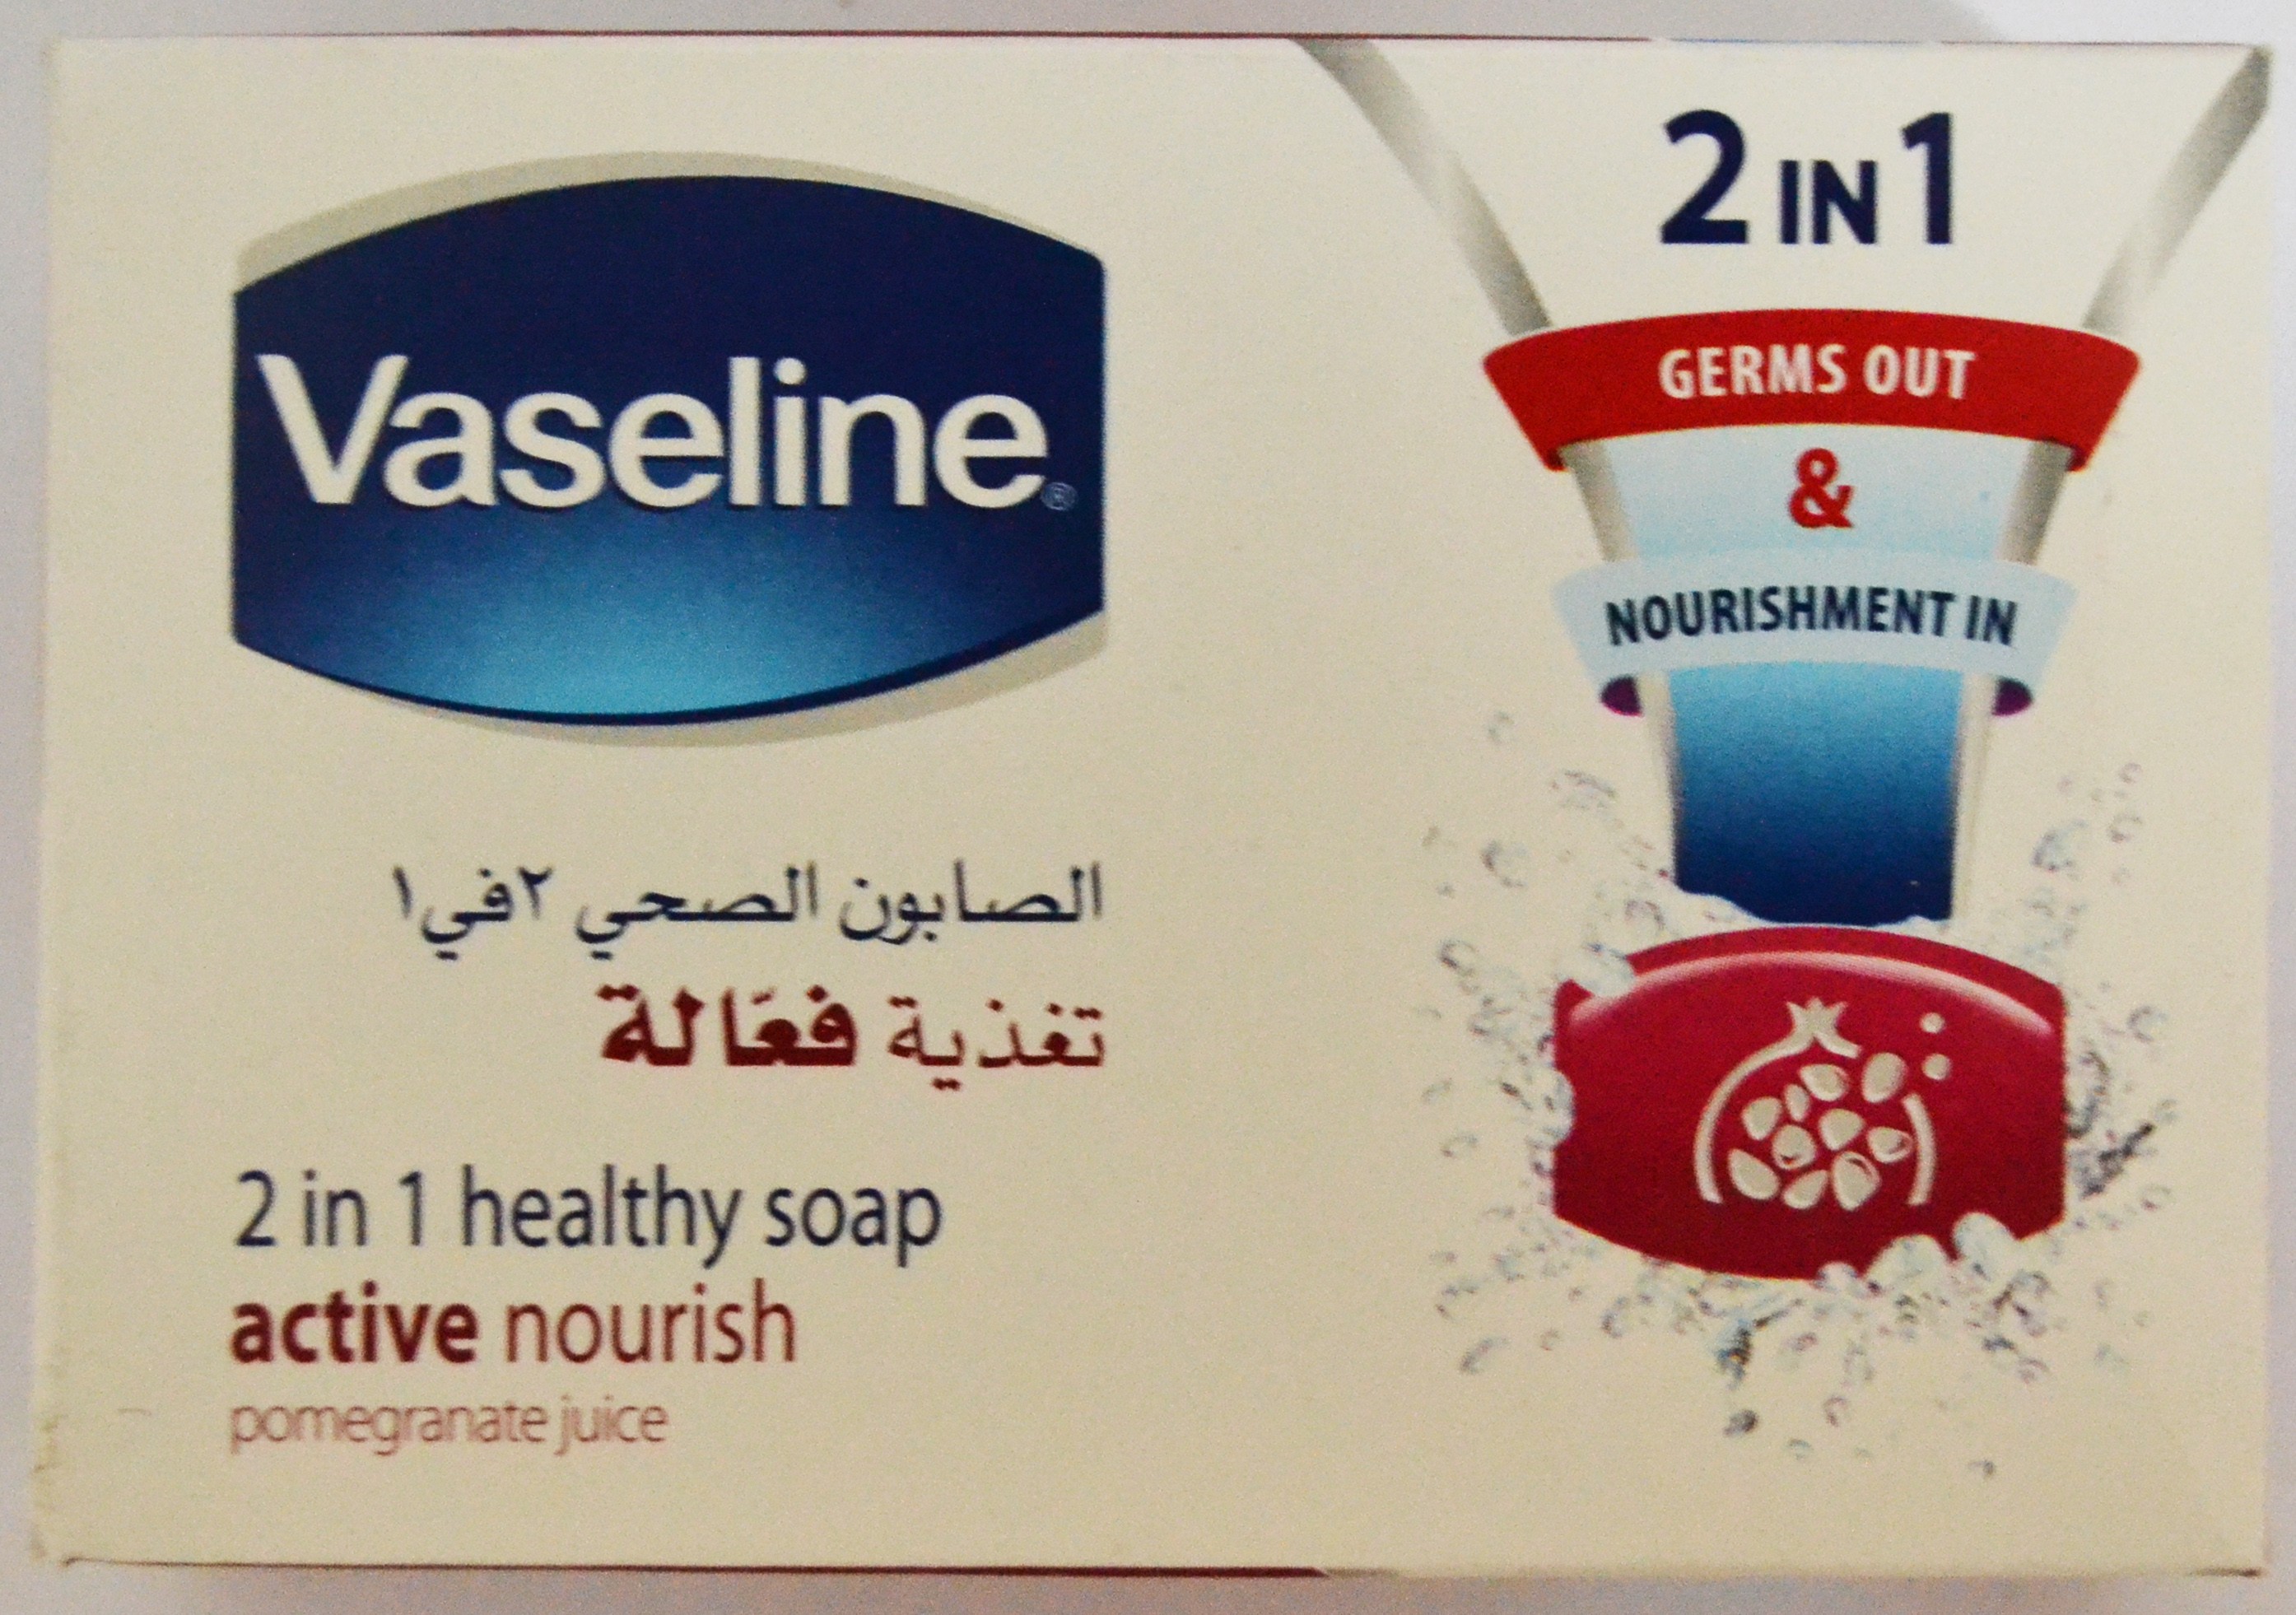 Vaseline®
الصابون الصحي ٢في١
تغذية فعّالة
2 in 1 healthy soap
active nourish
pomegranate juice
2 IN 1
GERMS OUT
&
NOURISHMENT IN